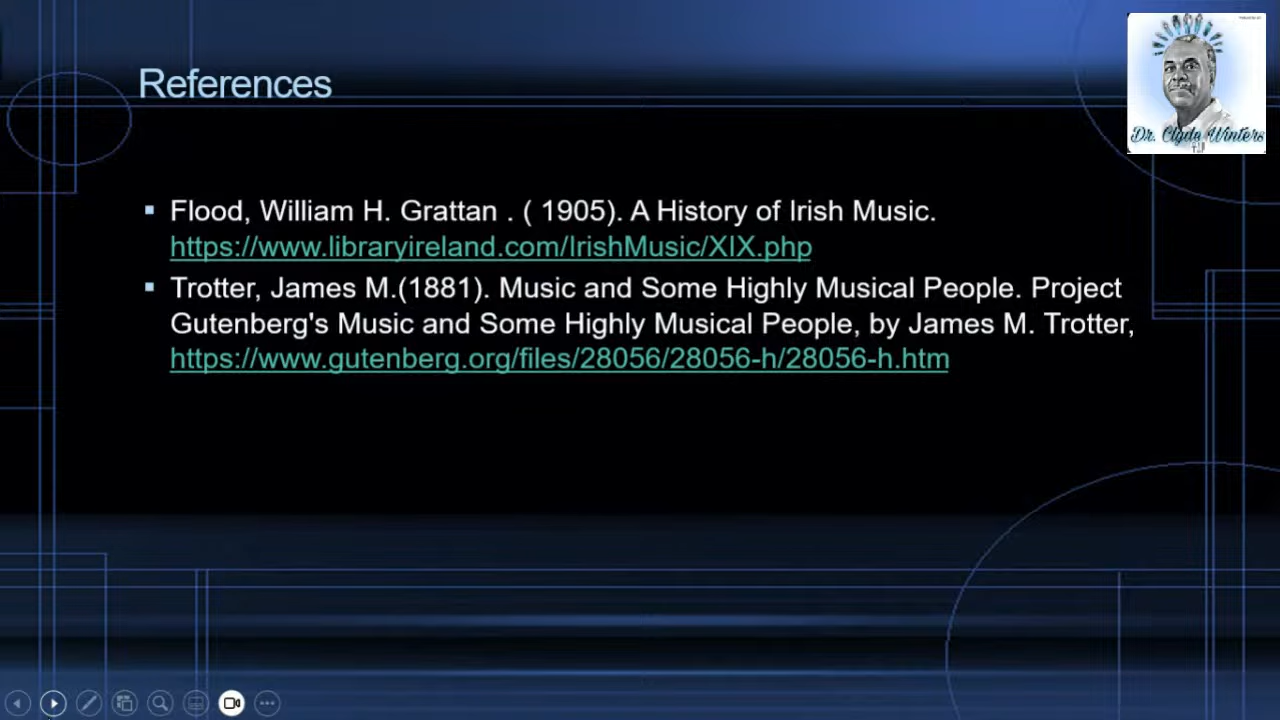 References
Dr. Clyde Winters
Flood, William H. Grattan . ( 1905). A History of Irish Music.
https://www.libraryireland.com/IrishMusic/XIX.php
Trotter, James M.(1881). Music and Some Highly Musical People. Project
Gutenberg's Music and Some Highly Musical People, by James M. Trotter,
https://www.gutenberg.org/files/28056/28056-h/28056-h.htm